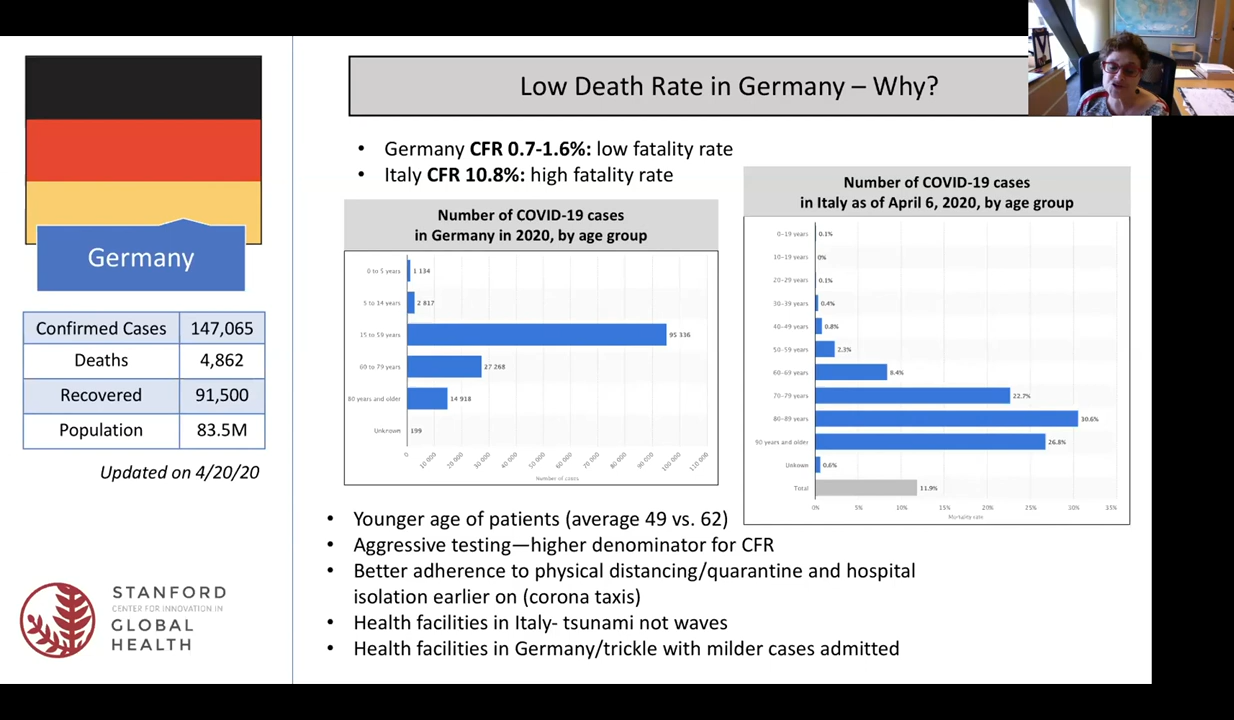 Low Death Rate in Germany – Why?
• Germany CFR 0.7-1.6%: low fatality rate
• Italy CFR 10.8%: high fatality rate
Germany
Confirmed Cases 147,065
Deaths 4,862
Recovered 91,500
Population 83.5M
Updated on 4/20/20
STANFORD
CENTER FOR INNOVATION IN
GLOBAL
HEALTH
Number of COVID-19 cases
in Germany in 2020, by age group
0 to 5 years 1 134
5 to 14 years 2 817
15 to 59 years 95 336
60 to 79 years 27 268
80 years and older 14 918
Unknown 199
0 10 000 20 000 30 000 40 000 50 000 60 000 70 000 80 000 90 000 100 000 110 000
Number of cases
Number of COVID-19 cases
in Italy as of April 6, 2020, by age group
0-19 years 0.1%
10-19 years 0%
20-29 years 0.1%
30-39 years 0.4%
40-49 years 0.8%
50-59 years 2.3%
60-69 years 8.4%
70-79 years 22.7%
80-89 years 30.6%
90 years and older 26.8%
Unkown 0.6%
Total 11.9%
0% 5% 10% 15% 20% 25% 30% 35%
Mortality rate
• Younger age of patients (average 49 vs. 62)
• Aggressive testing—higher denominator for CFR
• Better adherence to physical distancing/quarantine and hospital
isolation earlier on (corona taxis)
• Health facilities in Italy- tsunami not waves
• Health facilities in Germany/trickle with milder cases admitted